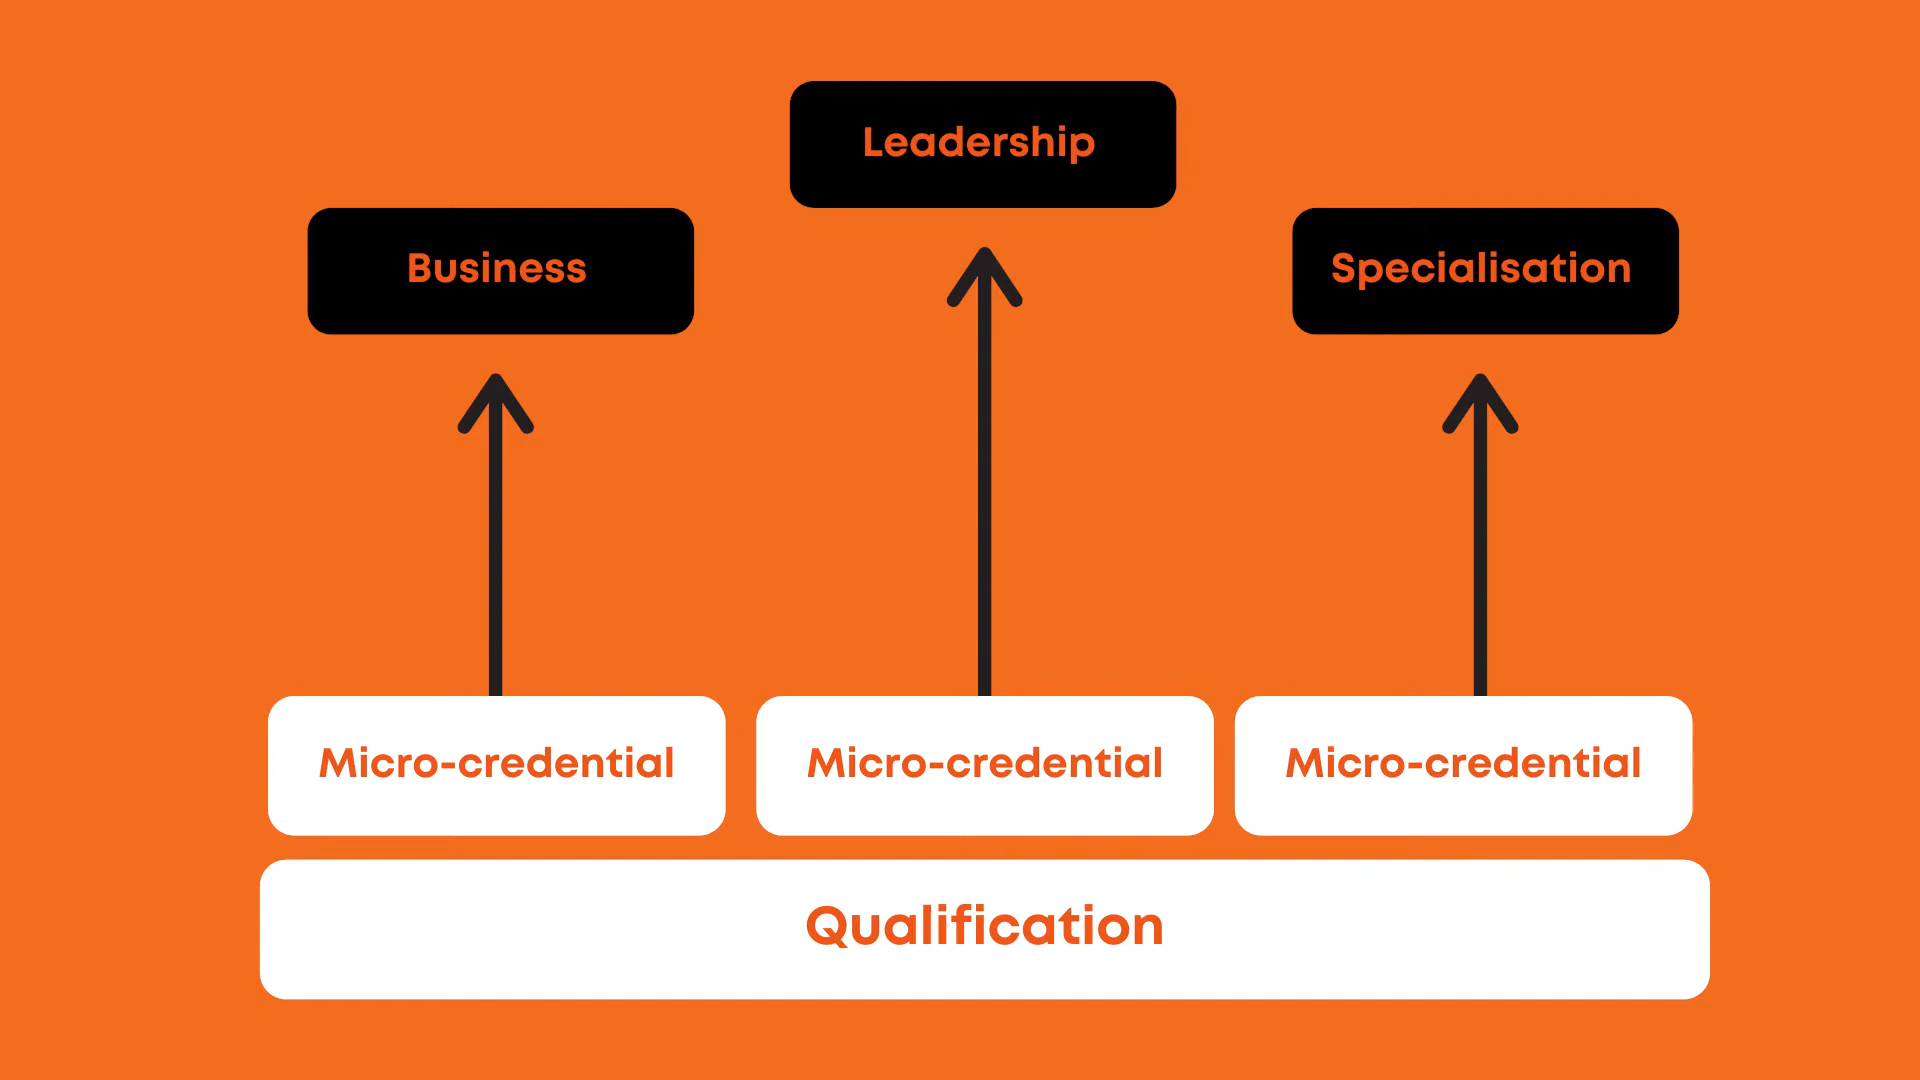 Leadership
Business
Specialisation
Micro-credential
Micro-credential
Micro-credential
Qualification